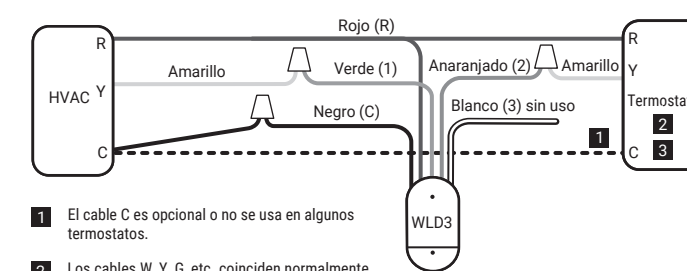 Rojo (R)
R
R
Amarillo
Verde (1)
Anaranjado (2)
Amarillo
Y
Y
HVAC
Negro (C)
Blanco (3) sin uso
1
2
C
C
3
WLD3
1 El cable C es opcional o no se usa en algunos
termostatos.
2 Los cables W, Y, G, etc. coinciden normalmente